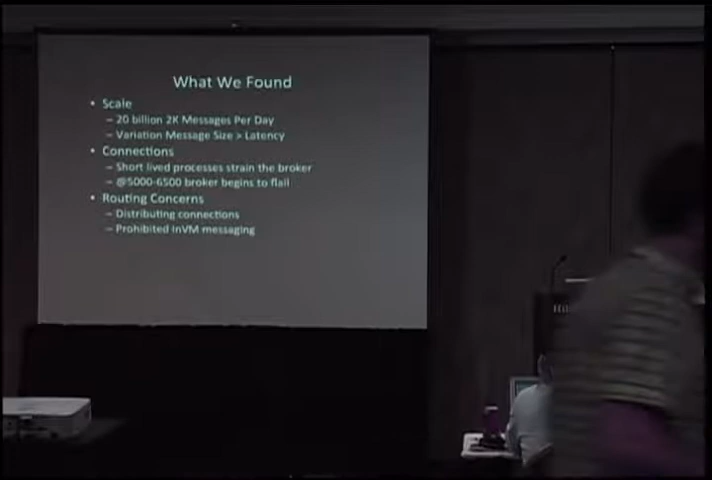 What We Found
• Scale
– 20 billion 2K Messages Per Day
– Variation Message Size > Latency
• Connections
– Short lived processes strain the broker
– @5000-6500 broker begins to flail
• Routing Concerns
– Distributing connections
– Prohibited InVM messaging